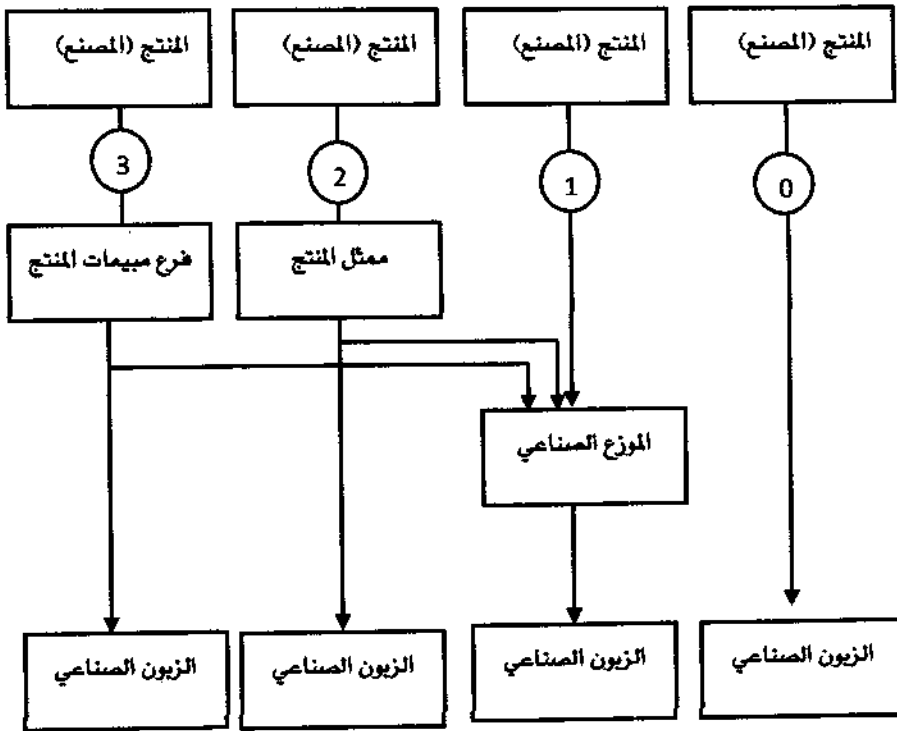 المنتج (المصنع)
المنتج (المصنع)
المنتج (المصنع)
المنتج (المصنع)
0
1
2
3
ممثل المنتج
فرع مبيعات المنتج
الموزع الصناعي
الزبون الصناعي
الزبون الصناعي
الزبون الصناعي
الزبون الصناعي